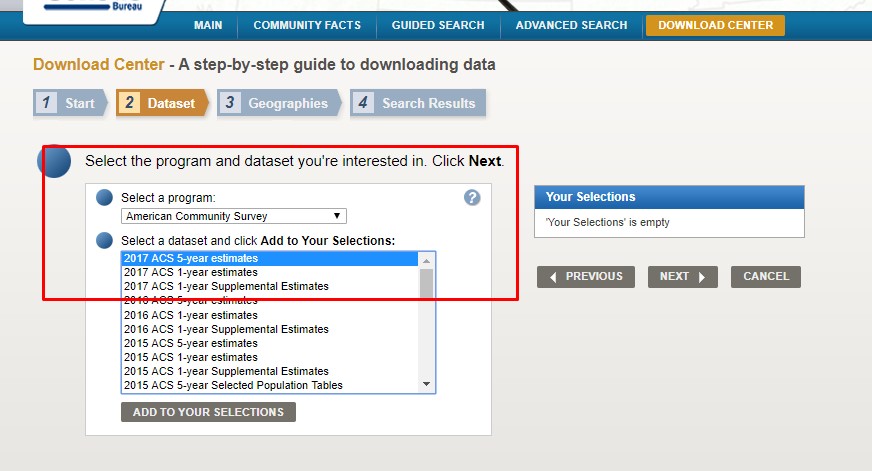 Bureau
MAIN COMMUNITY FACTS GUIDED SEARCH ADVANCED SEARCH DOWNLOAD CENTER
Download Center - A step-by-step guide to downloading data
1 Start 2 Dataset 3 Geographies 4 Search Results
Select the program and dataset you're interested in. Click Next.
Select a program: ?
American Community Survey
Select a dataset and click Add to Your Selections:
2017 ACS 5-year estimates
2017 ACS 1-year estimates
2017 ACS 1-year Supplemental Estimates
2016 ACS 5-year estimates
2016 ACS 1-year estimates
2016 ACS 1-year Supplemental Estimates
2015 ACS 5-year estimates
2015 ACS 1-year estimates
2015 ACS 1-year Supplemental Estimates
2015 ACS 5-year Selected Population Tables
ADD TO YOUR SELECTIONS
Your Selections
'Your Selections' is empty
PREVIOUS NEXT CANCEL